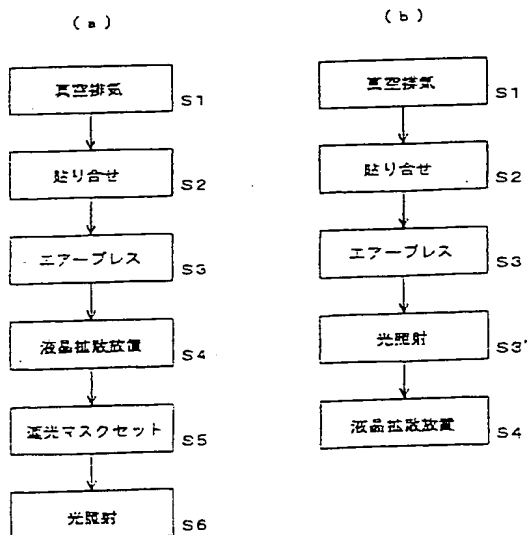 (a)
真空排気 S1
貼り合せ S2
エアープレス S3
液晶拡散放置 S4
遮光マスクセット S5
光照射 S6
(b)
真空排気 S1
貼り合せ S2
エアープレス S3
光照射 S3'
液晶拡散放置 S4